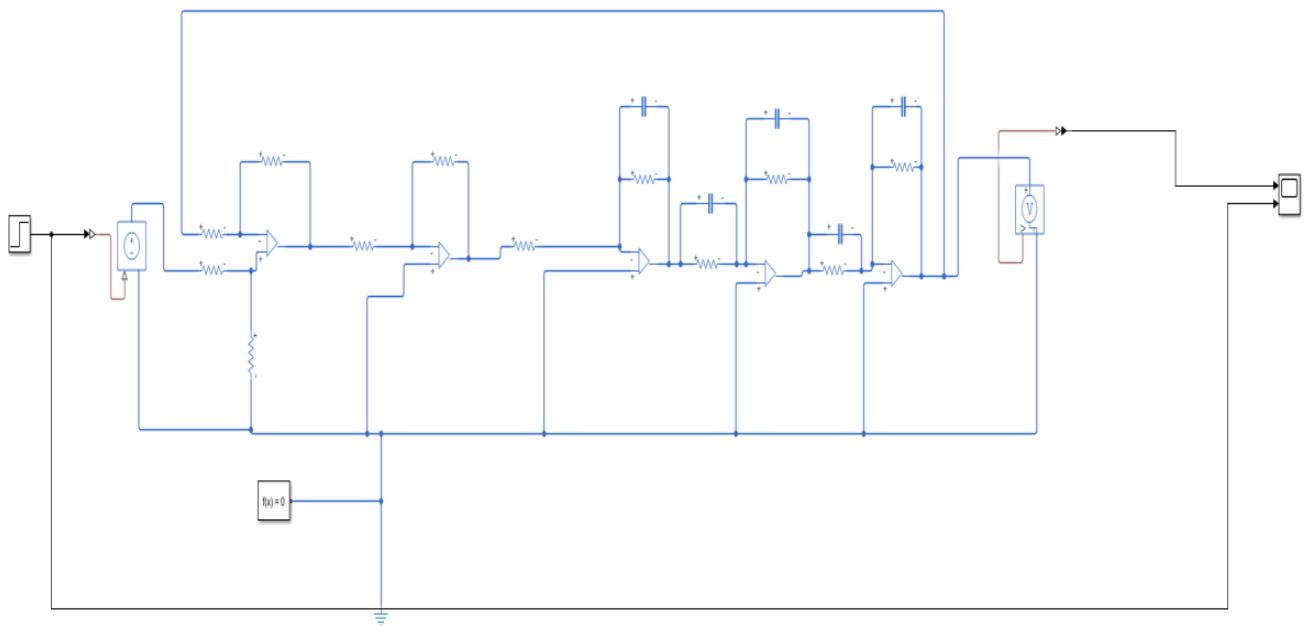 V
f(x) = 0